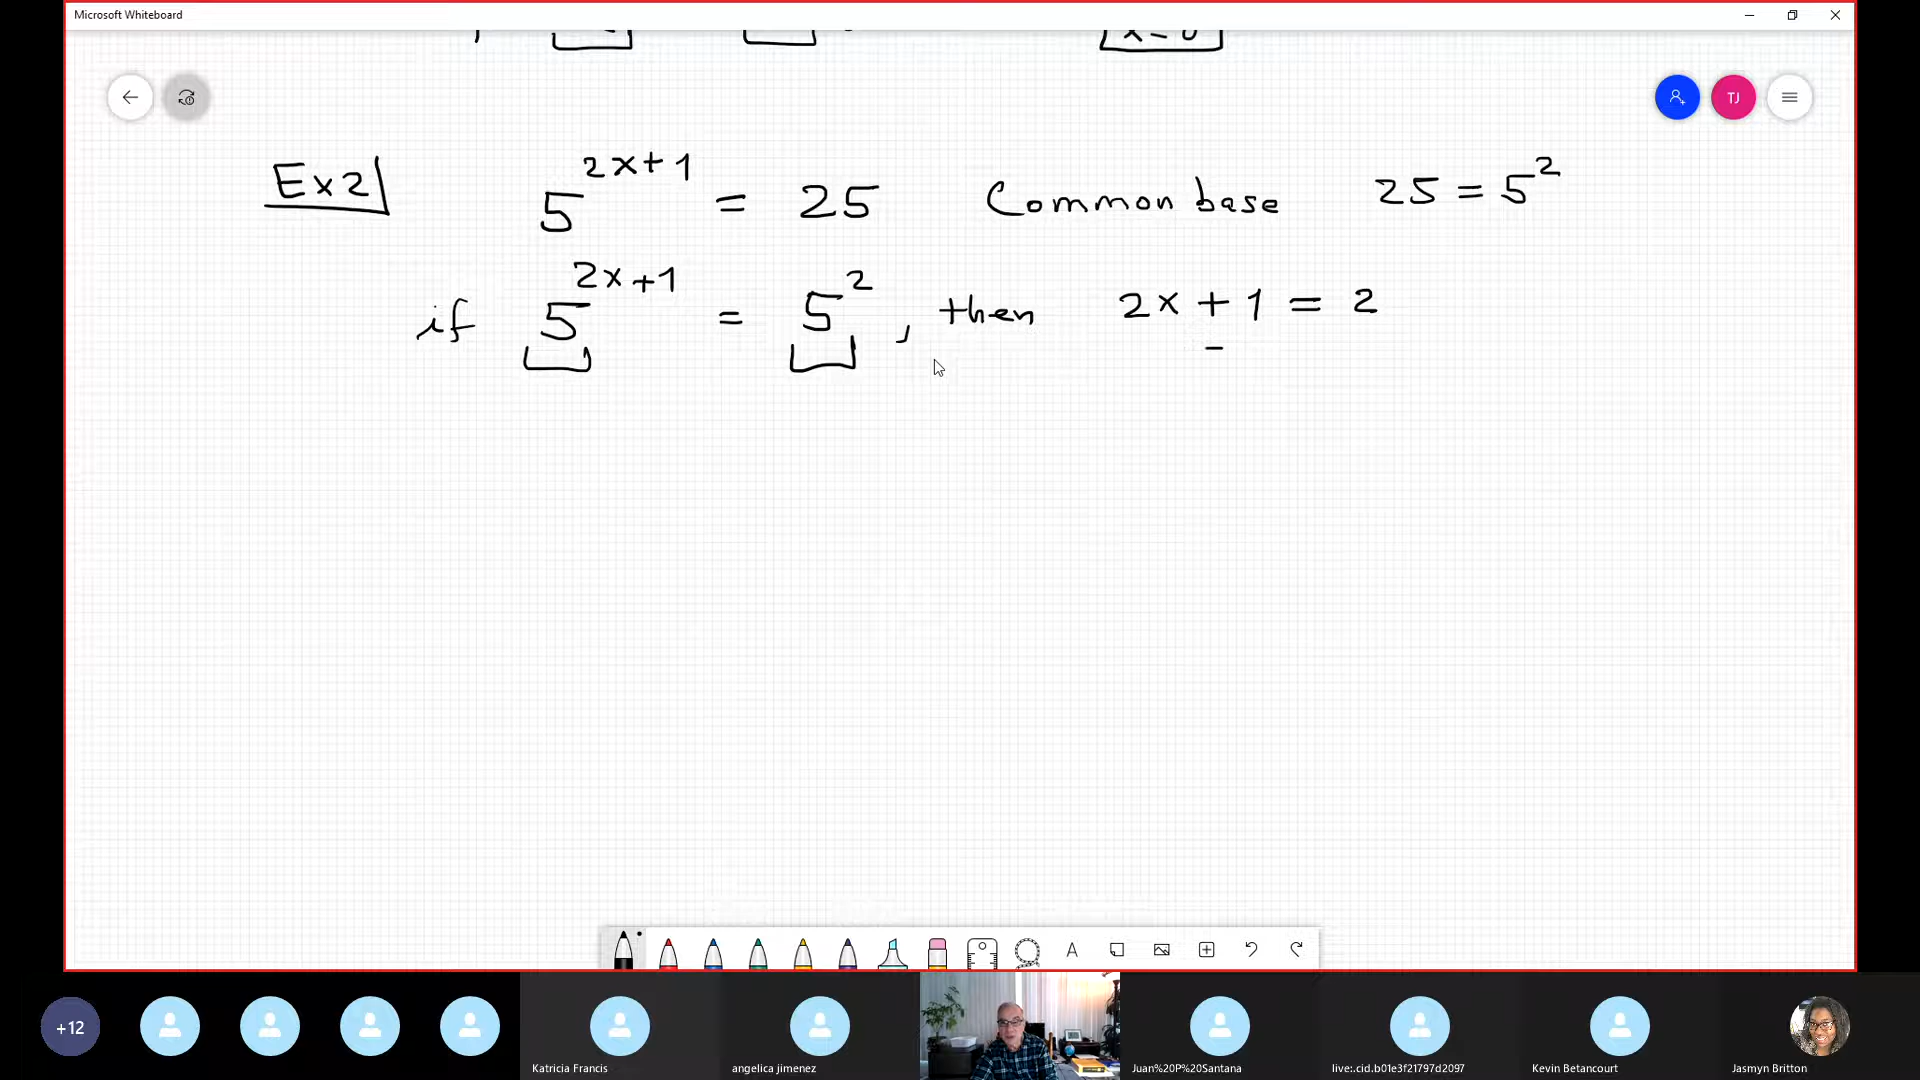 Microsoft Whiteboard
x = 0
TJ
Ex2 5^{2x+1} = 25 Common base 25 = 5^2
if 5^{2x+1} = 5^2, then 2x + 1 = 2
-
A
+12
Katricia Francis
angelica jimenez
Juan%20P%20Santana
live:.cid.b01e3f21797d2097
Kevin Betancourt
Jasmyn Britton